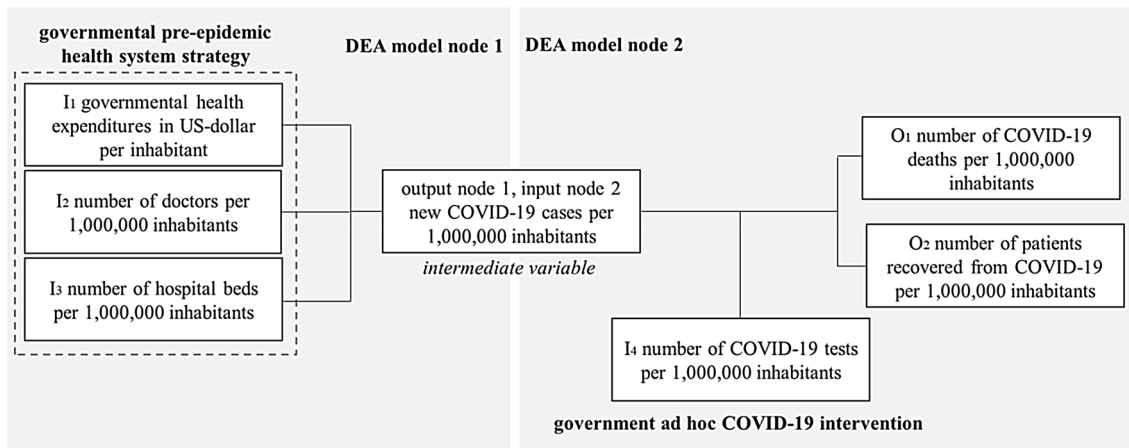 governmental pre-epidemic
health system strategy
DEA model node 1
DEA model node 2
I1 governmental health
expenditures in US-dollar
per inhabitant
I2 number of doctors per
1,000,000 inhabitants
I3 number of hospital beds
per 1,000,000 inhabitants
output node 1, input node 2
new COVID-19 cases per
1,000,000 inhabitants
intermediate variable
O1 number of COVID-19
deaths per 1,000,000
inhabitants
O2 number of patients
recovered from COVID-19
per 1,000,000 inhabitants
I4 number of COVID-19 tests
per 1,000,000 inhabitants
government ad hoc COVID-19 intervention